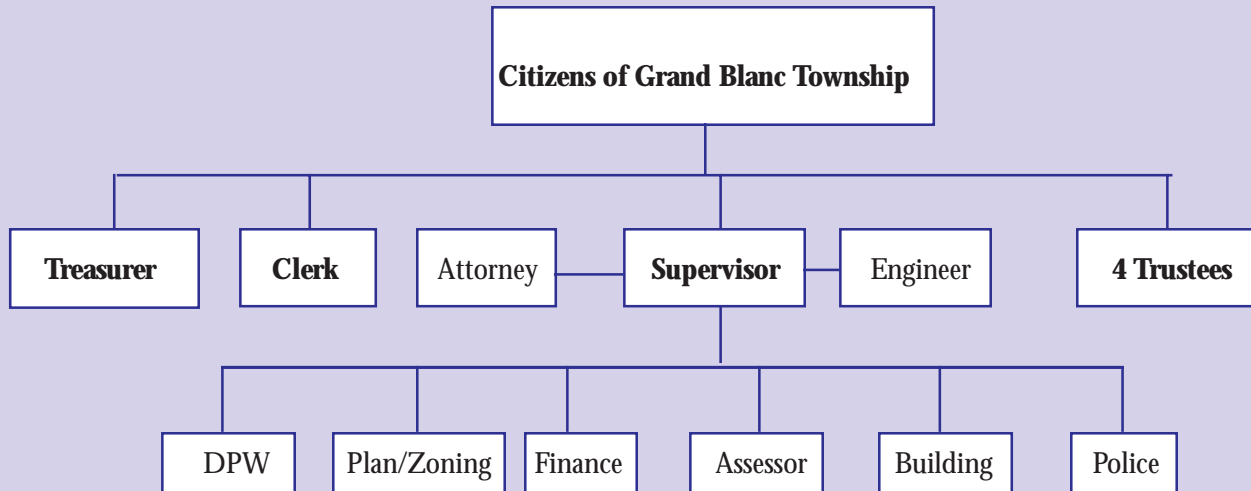 Citizens of Grand Blanc Township
Treasurer
Clerk
Attorney
Supervisor
Engineer
4 Trustees
DPW
Plan/Zoning
Finance
Assessor
Building
Police